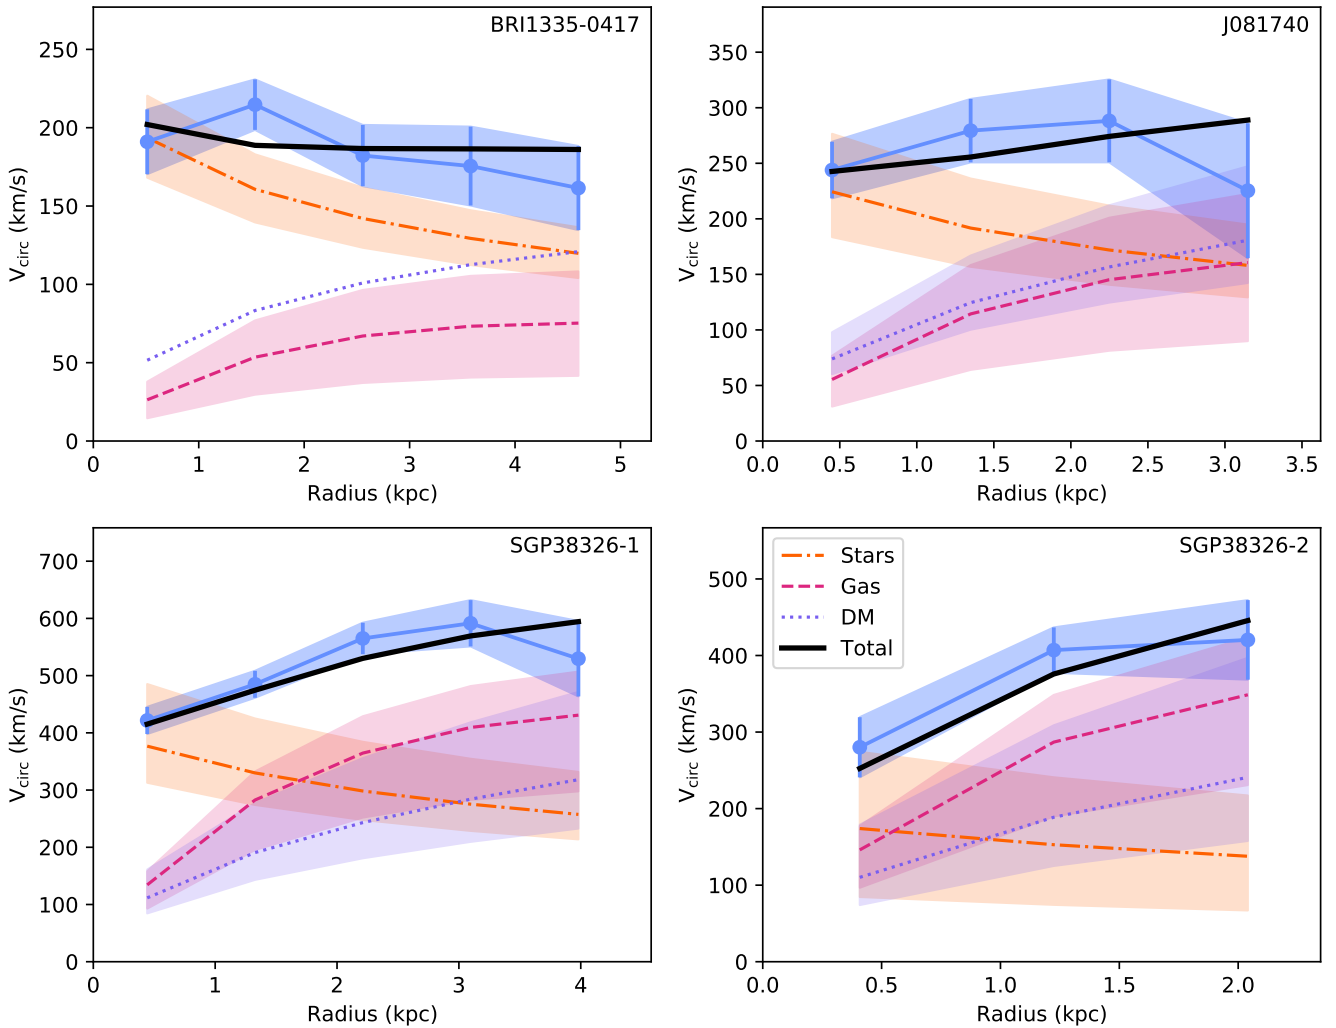 BRI1335-0417
250
200
150
100
50
0
V_circ (km/s)
0 1 2 3 4 5
Radius (kpc)
J081740
350
300
250
200
150
100
50
0
V_circ (km/s)
0.0 0.5 1.0 1.5 2.0 2.5 3.0 3.5
Radius (kpc)
SGP38326-1
700
600
500
400
300
200
100
0
V_circ (km/s)
0 1 2 3 4
Radius (kpc)
SGP38326-2
Stars
Gas
DM
Total
500
400
300
200
100
0
V_circ (km/s)
0.0 0.5 1.0 1.5 2.0
Radius (kpc)